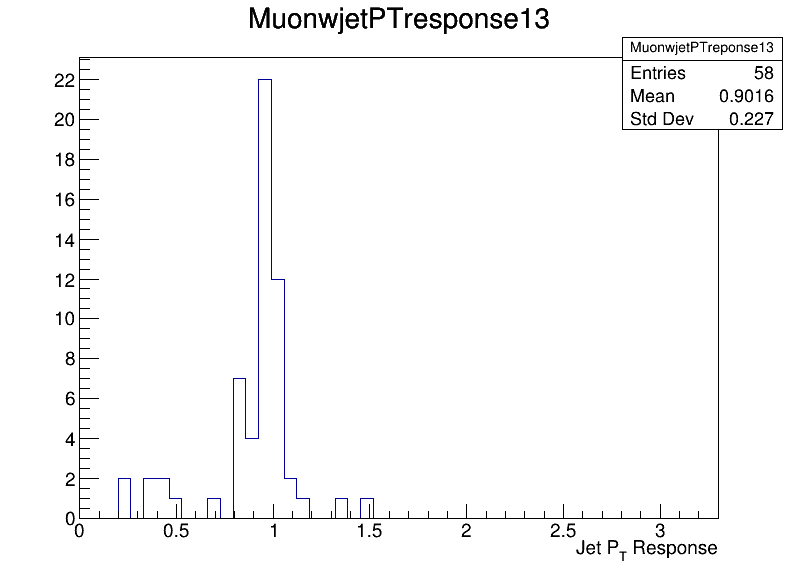 MuonwjetPTresponse13
MuonwjetPTreponse13
Entries 58
Mean 0.9016
Std Dev 0.227
22
20
18
16
14
12
10
8
6
4
2
0
0 0.5 1 1.5 2 2.5 3
Jet PT Response